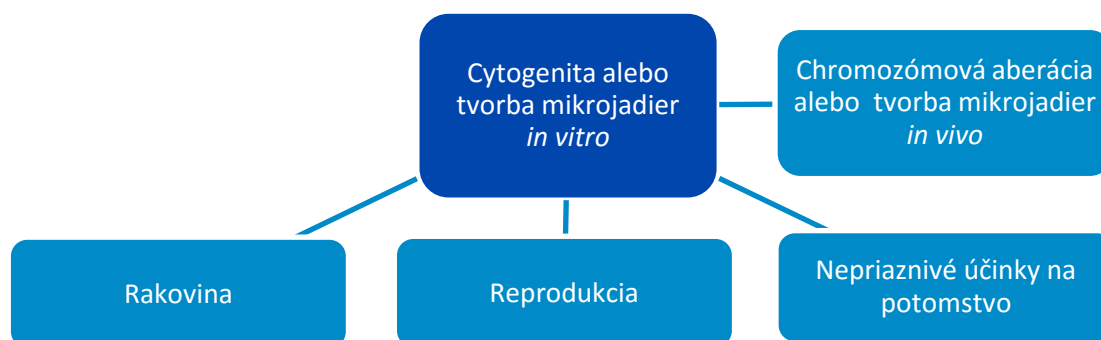 Cytogenita alebo
tvorba mikrojadier
in vitro
Chromozómová aberácia
alebo tvorba mikrojadier
in vivo
Rakovina
Reprodukcia
Nepriaznivé účinky na
potomstvo